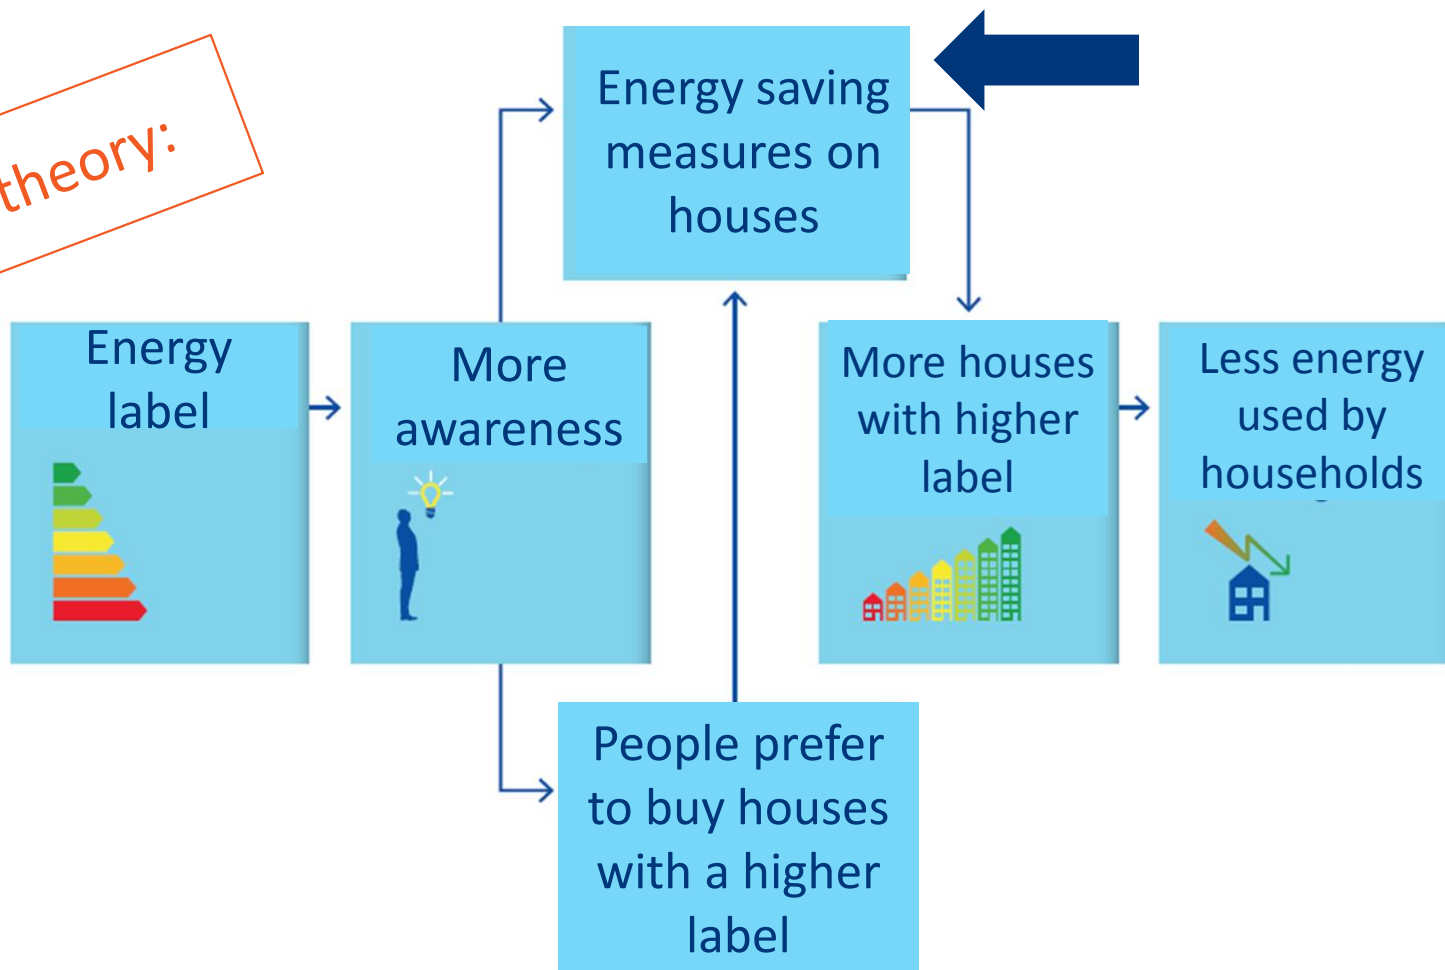 theory:
Energy saving
measures on
houses
Energy
label
More
awareness
More houses
with higher
label
Less energy
used by
households
People prefer
to buy houses
with a higher
label